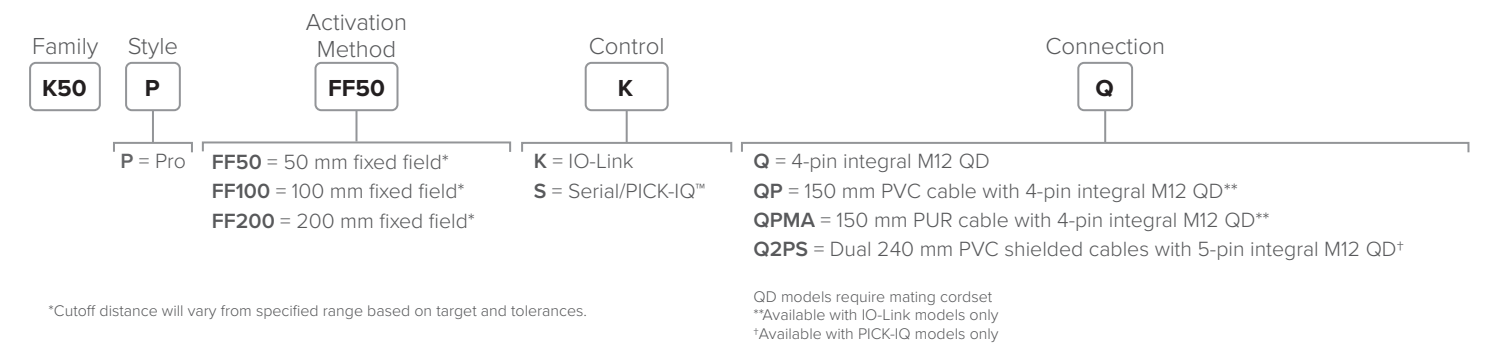 Family
Style
Activation
Method
Control
Connection
K50
P
FF50
K
Q
P = Pro
FF50 = 50 mm fixed field*
FF100 = 100 mm fixed field*
FF200 = 200 mm fixed field*
K = IO-Link
S = Serial/PICK-IQ™
Q = 4-pin integral M12 QD
QP = 150 mm PVC cable with 4-pin integral M12 QD**
QPMA = 150 mm PUR cable with 4-pin integral M12 QD**
Q2PS = Dual 240 mm PVC shielded cables with 5-pin integral M12 QD†
*Cutoff distance will vary from specified range based on target and tolerances.
QD models require mating cordset
**Available with IO-Link models only
†Available with PICK-IQ models only